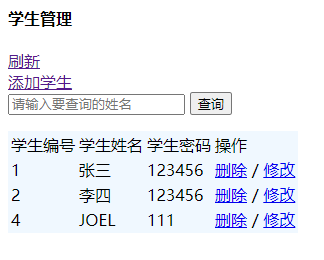 学生管理
刷新
添加学生
请输入要查询的姓名 查询
学生编号 学生姓名 学生密码 操作
1 张三 123456 删除 / 修改
2 李四 123456 删除 / 修改
4 JOEL 111 删除 / 修改